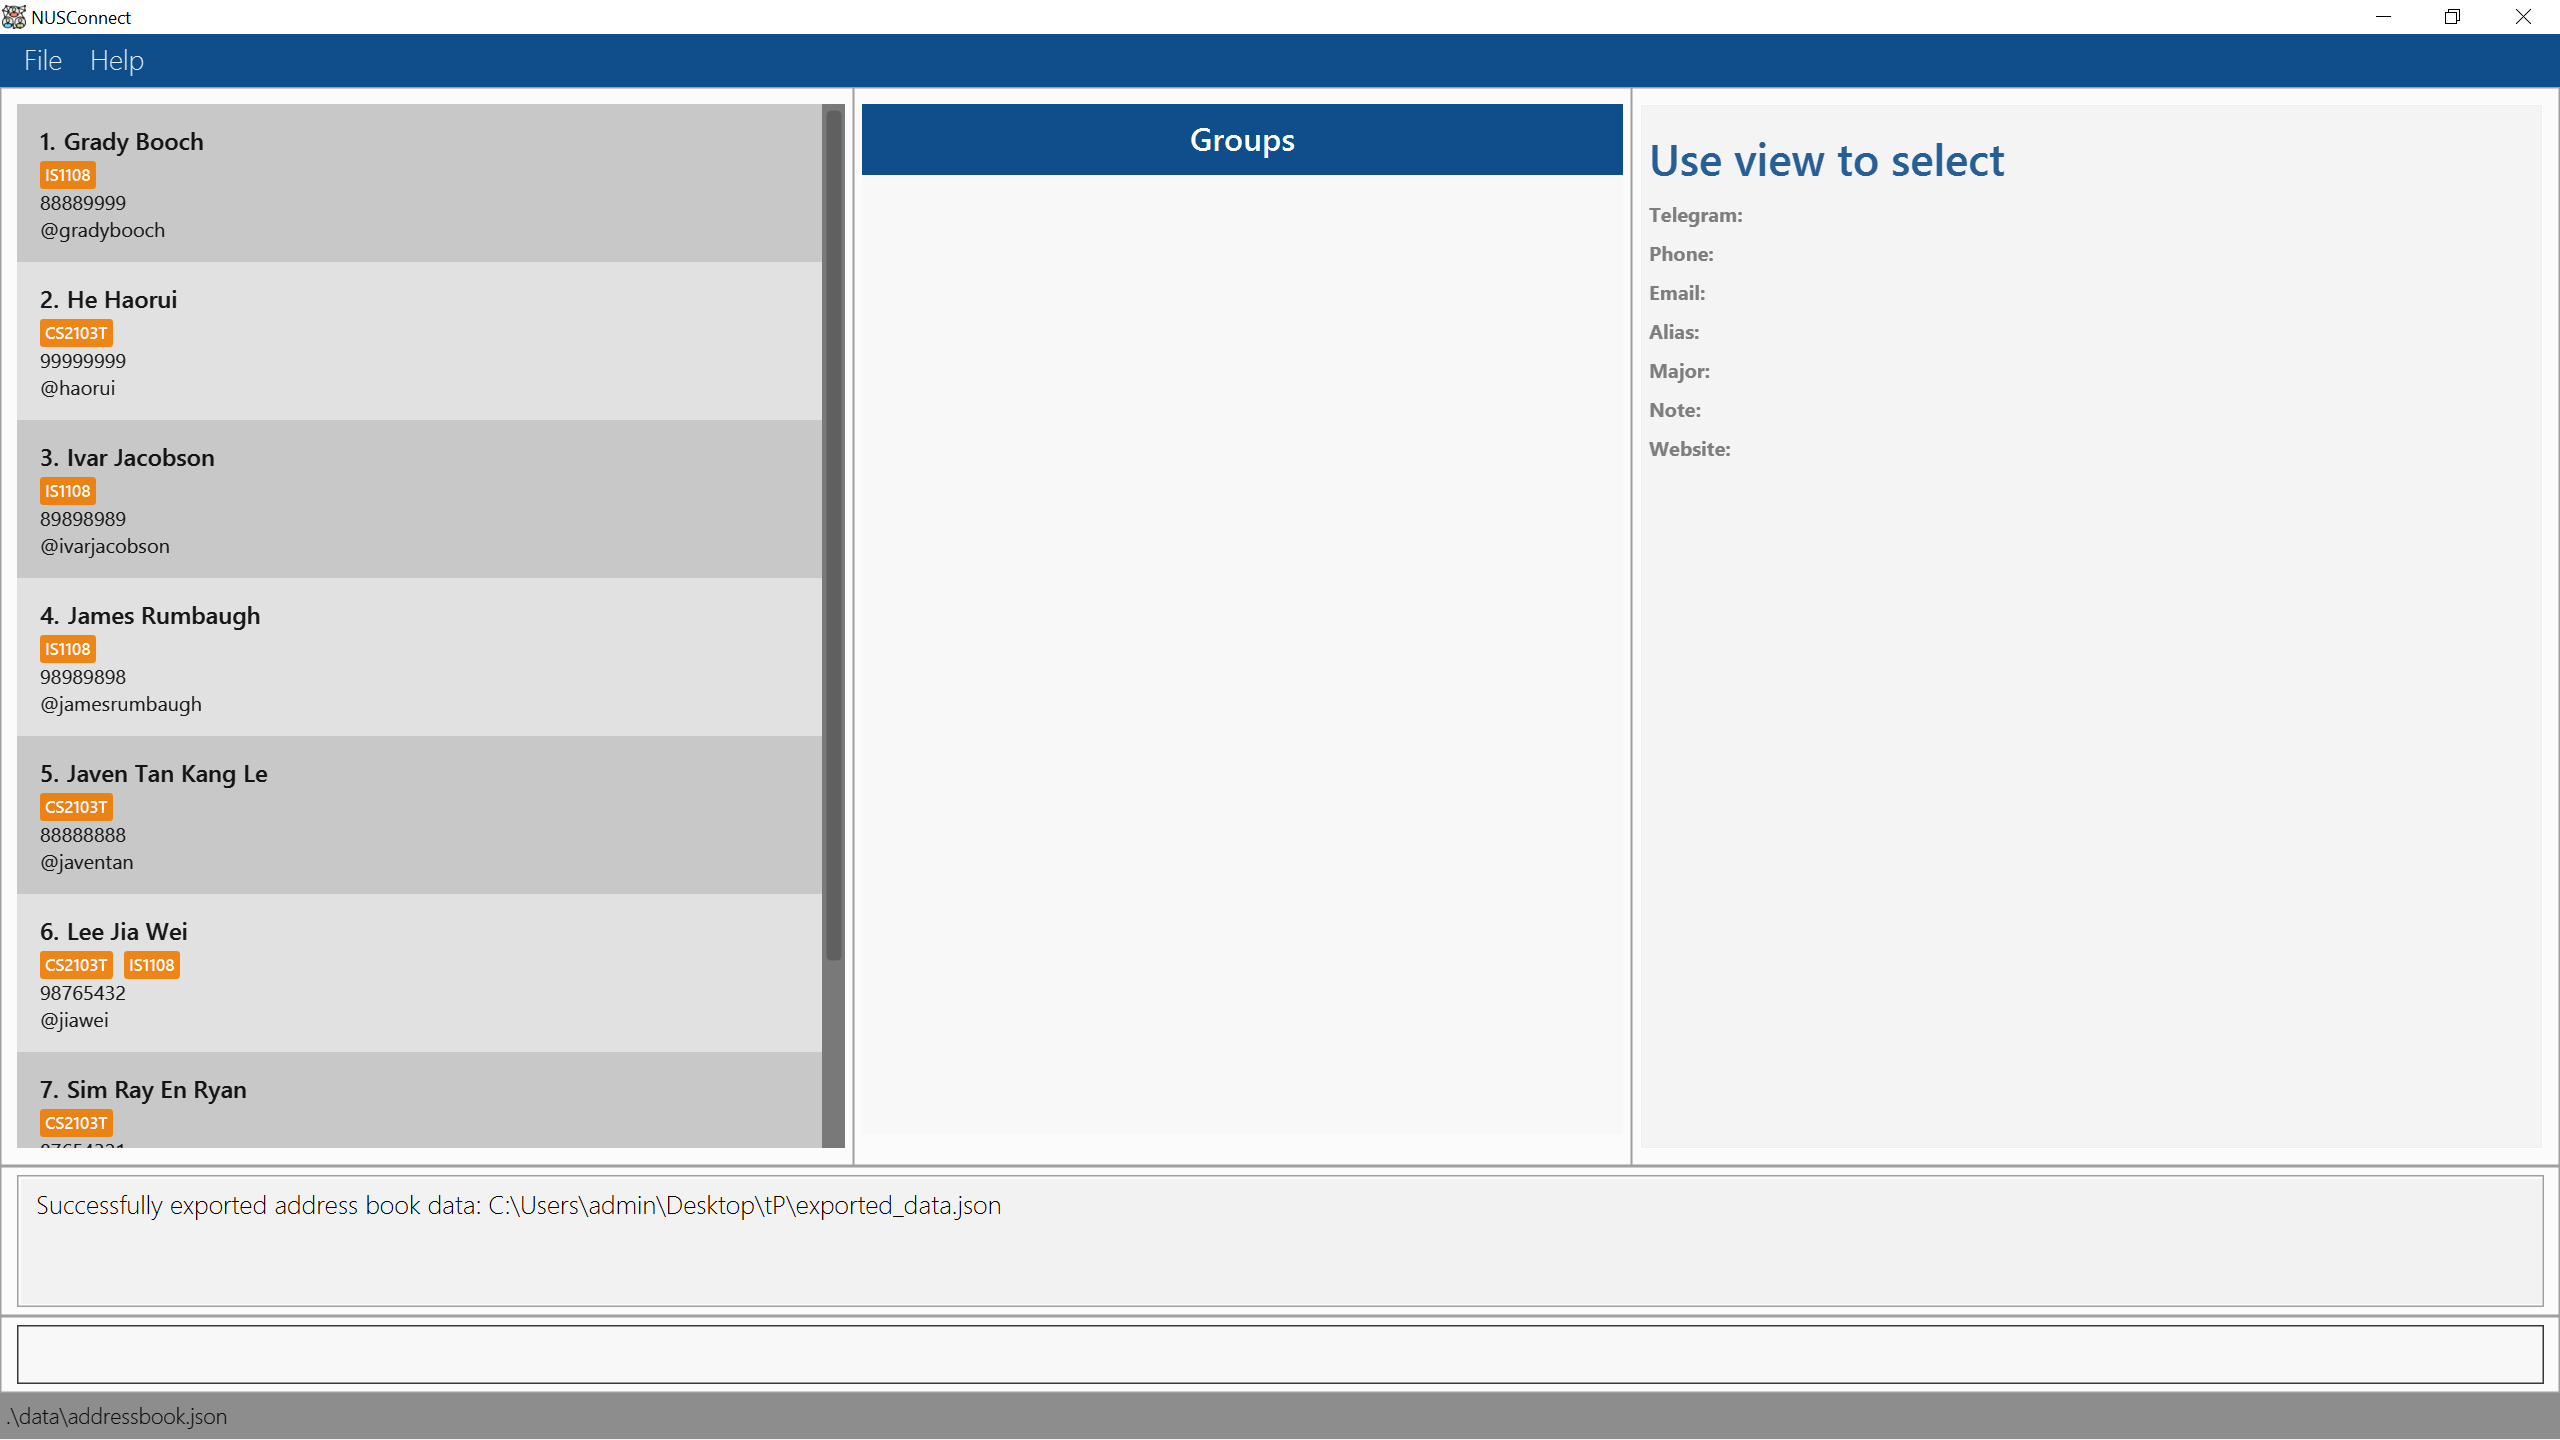 NUSConnect
File Help
1. Grady Booch
IS1108
88889999
@gradybooch
2. He Haorui
CS2103T
99999999
@haorui
3. Ivar Jacobson
IS1108
89898989
@ivarjacobson
4. James Rumbaugh
IS1108
98989898
@jamesrumbaugh
5. Javen Tan Kang Le
CS2103T
88888888
@javentan
6. Lee Jia Wei
CS2103T IS1108
98765432
@jiawei
7. Sim Ray En Ryan
CS2103T
Groups
Use view to select
Telegram:
Phone:
Email:
Alias:
Major:
Note:
Website:
Successfully exported address book data: C:\Users\admin\Desktop\tP\exported_data.json
.\data\addressbook.json